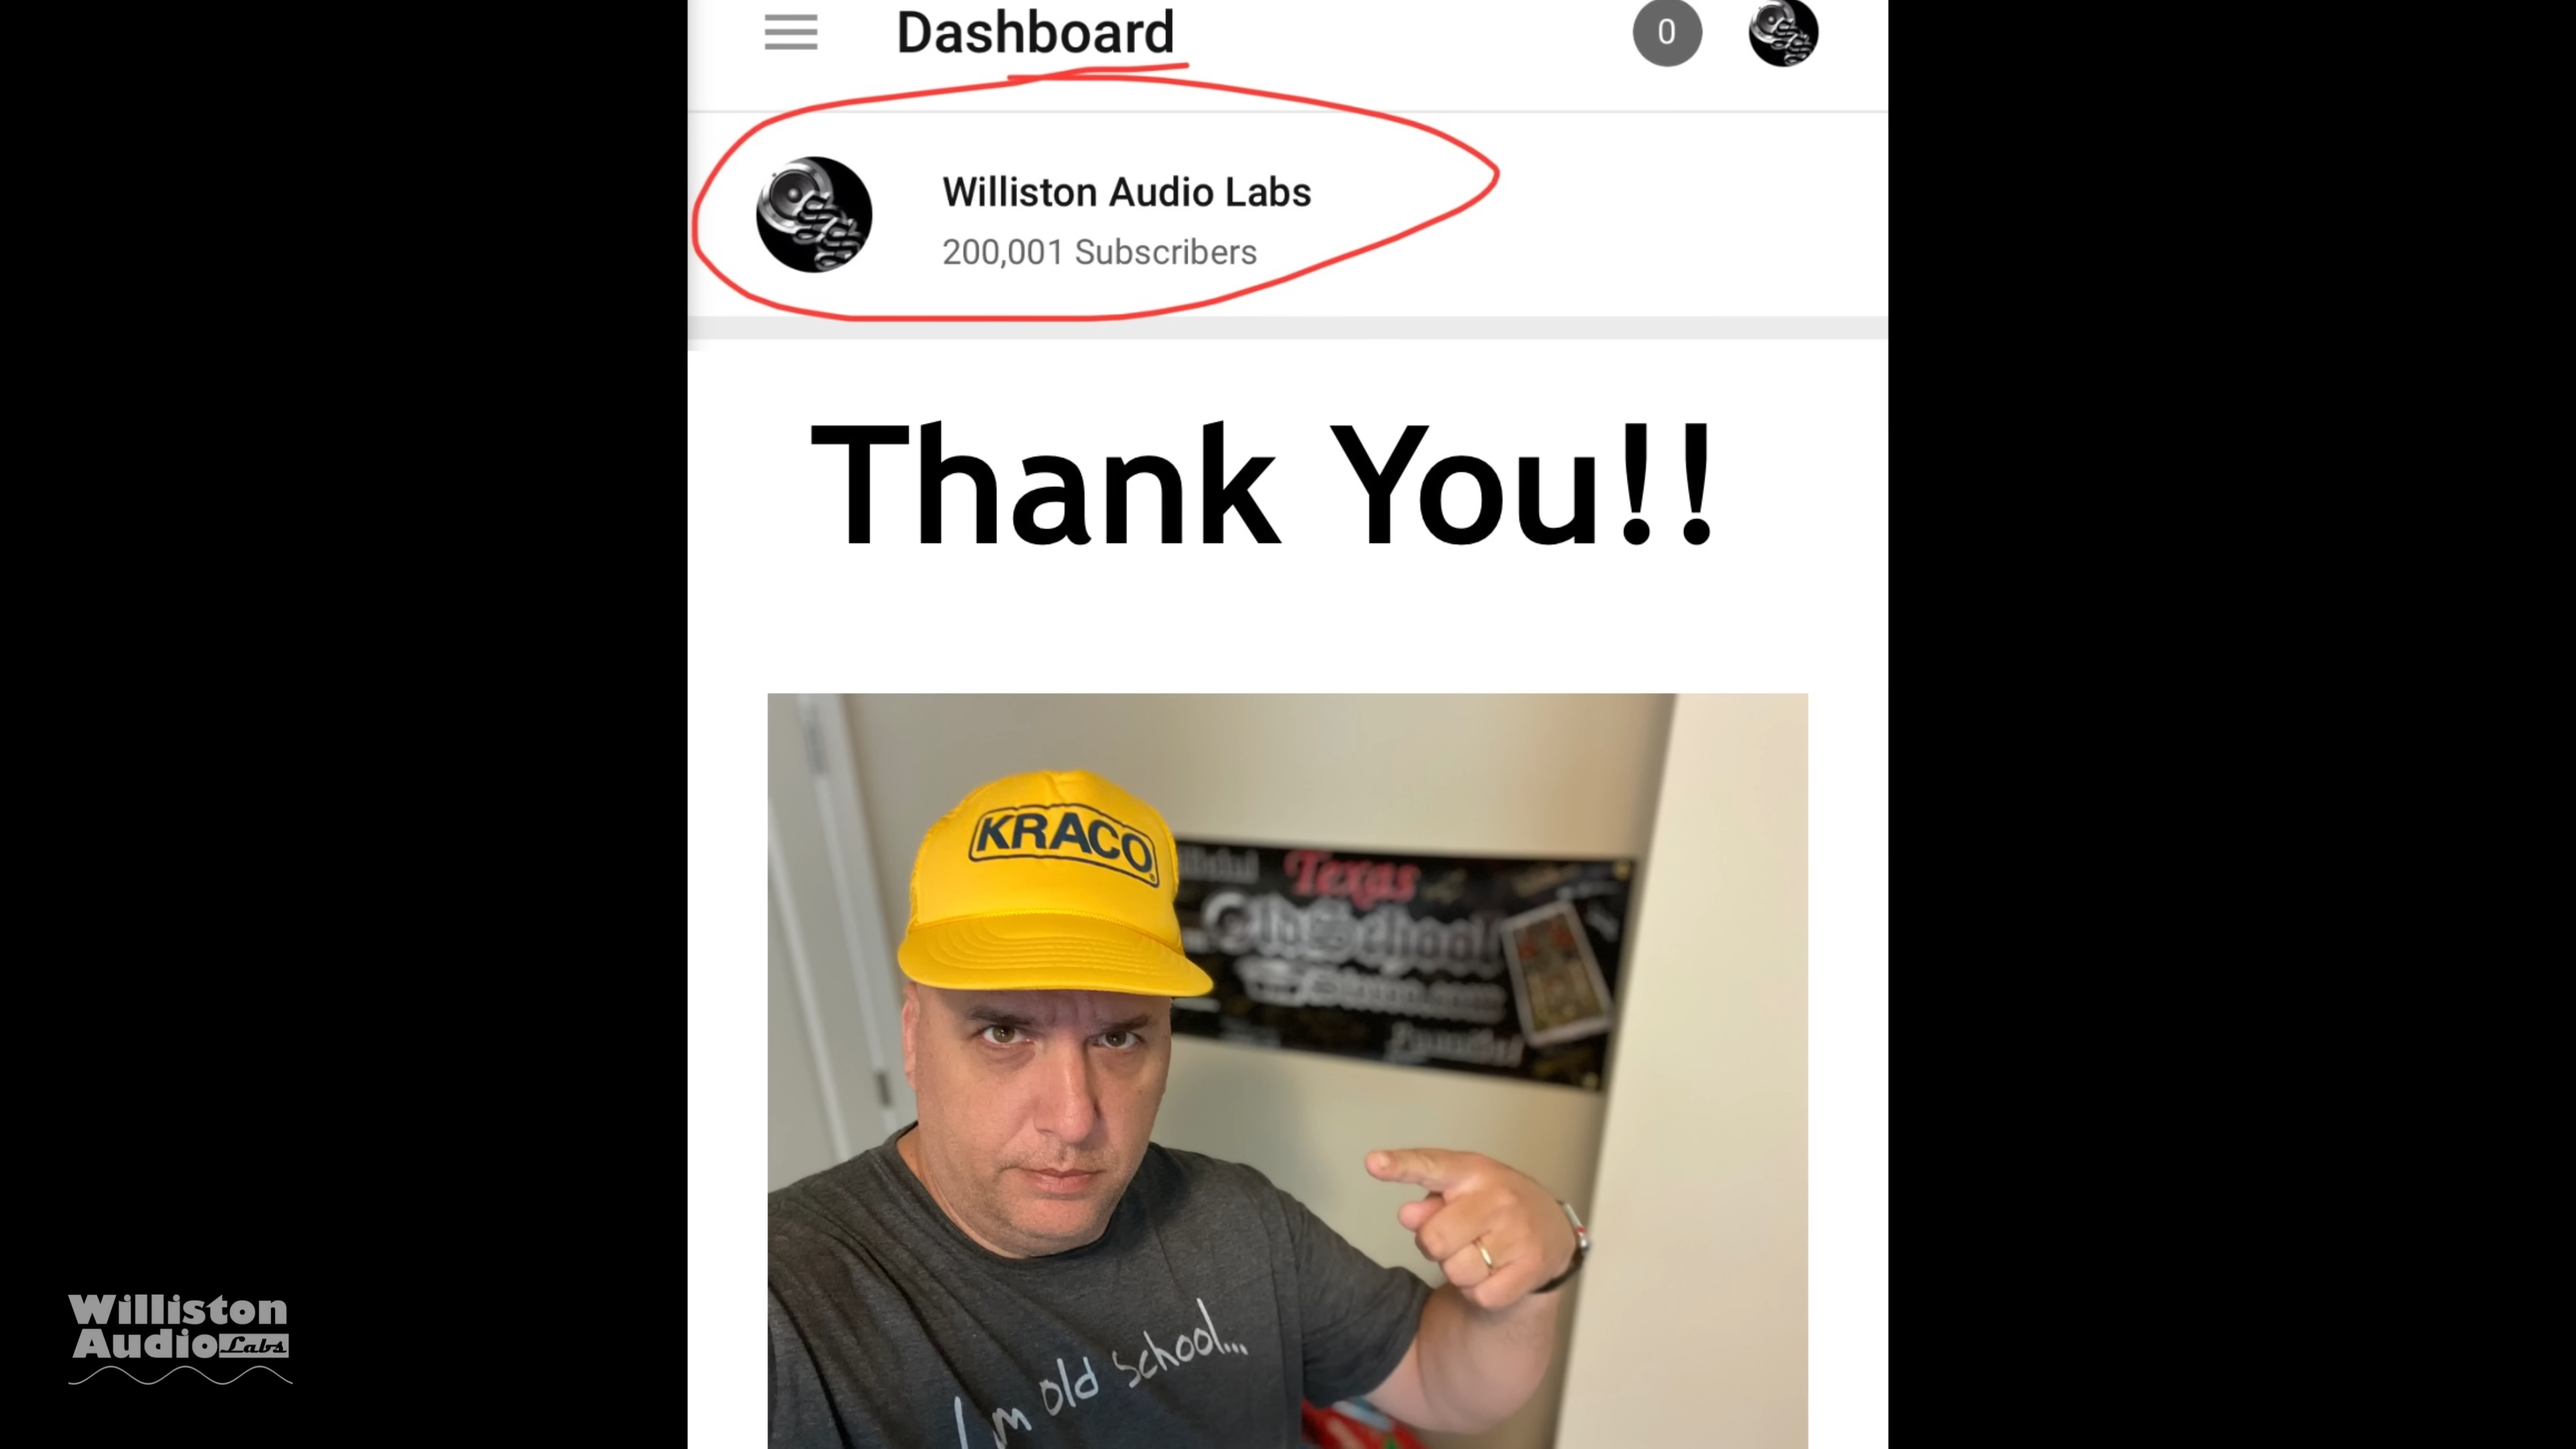 Dashboard
0
Williston Audio Labs
200,001 Subscribers
Thank You!!
KRACO
Texas
Old School
I'm old school...
Williston
Audio Labs